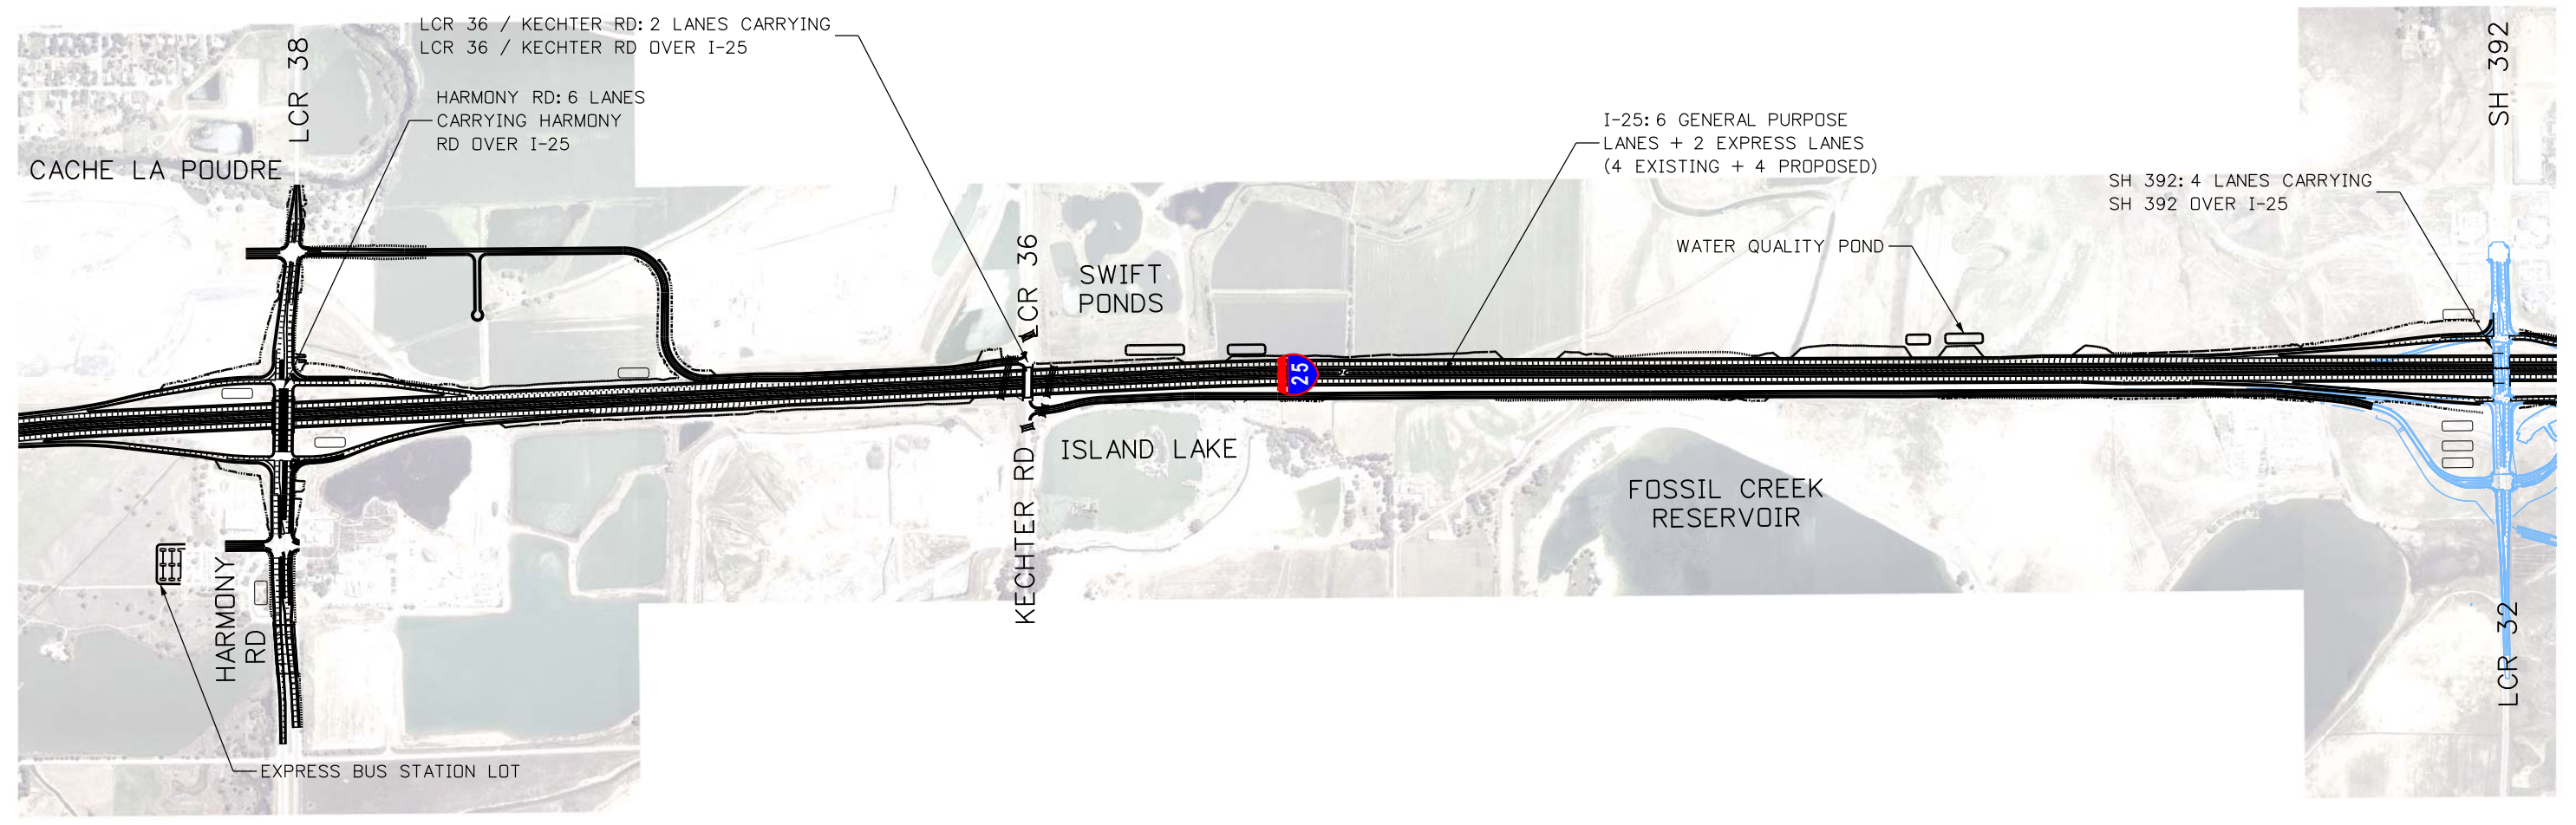 LCR 36 / KECHTER RD: 2 LANES CARRYING
LCR 36 / KECHTER RD OVER I-25
LCR 38
HARMONY RD: 6 LANES
CARRYING HARMONY
RD OVER I-25
CACHE LA POUDRE
I-25: 6 GENERAL PURPOSE
LANES + 2 EXPRESS LANES
(4 EXISTING + 4 PROPOSED)
SH 392
SH 392: 4 LANES CARRYING
SH 392 OVER I-25
WATER QUALITY POND
LCR 36
SWIFT
PONDS
25
ISLAND LAKE
KECHTER RD
FOSSIL CREEK
RESERVOIR
HARMONY
RD
LCR 32
EXPRESS BUS STATION LOT